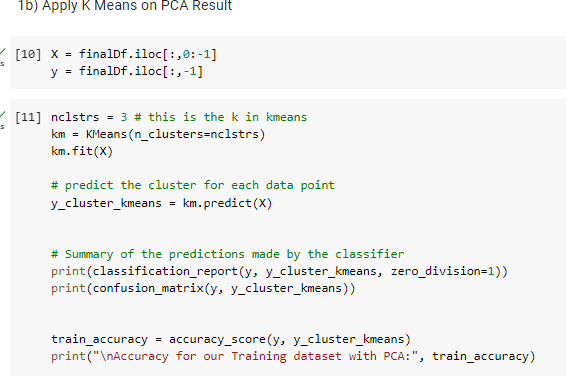 1b) Apply K Means on PCA Result
[10] X = finalDf.iloc[:,0:-1]
y = finalDf.iloc[:,-1]
[11] nclstrs = 3 # this is the k in kmeans
km = KMeans(n_clusters=nclstrs)
km.fit(X)
# predict the cluster for each data point
y_cluster_kmeans = km.predict(X)
# Summary of the predictions made by the classifier
print(classification_report(y, y_cluster_kmeans, zero_division=1))
print(confusion_matrix(y, y_cluster_kmeans))
train_accuracy = accuracy_score(y, y_cluster_kmeans)
print("\nAccuracy for our Training dataset with PCA:", train_accuracy)